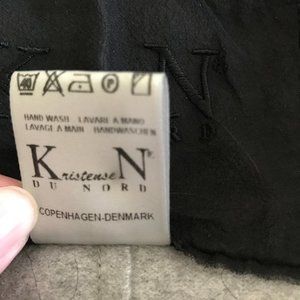 HAND WASH LAVARE A MANO
LAVAGE A MAIN HANDWASCHEN
KristenseN
DU NORD
COPENHAGEN-DENMARK
N